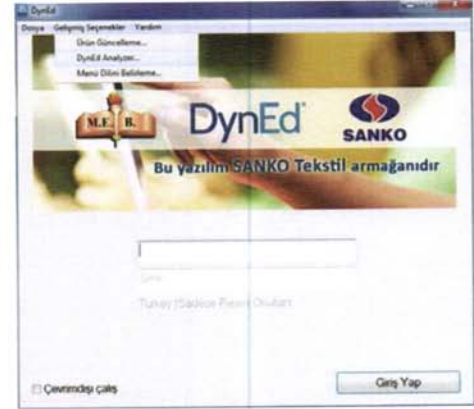 DynEd
Dosya Gelişmiş Seçenekler Yardım
Ürün Güncelleme...
DynEd Analyzer...
Menü Dilini Belirleme...
M.E. B.
DynEd
SANKO
Bu yazılım SANKO Tekstil armağanıdır
Turkey (Sadece Resmi Okullar)
Çevrimdışı çalış
Giriş Yap